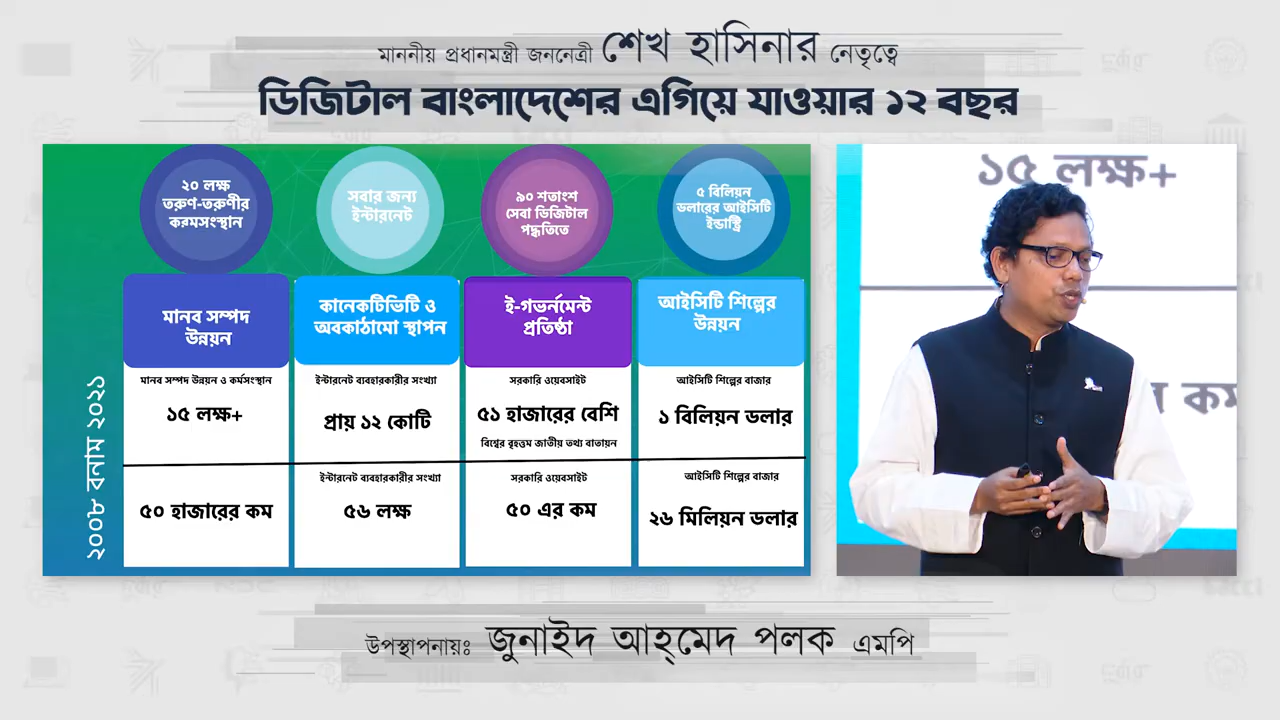 মাননীয় প্রধানমন্ত্রী জননেত্রী শেখ হাসিনার নেতৃত্বে
ডিজিটাল বাংলাদেশের এগিয়ে যাওয়ার ১২ বছর
২০ লক্ষ
তরুণ-তরুণীর
করমসংস্থান
সবার জন্য
ইন্টারনেট
৯০ শতাংশ
সেবা ডিজিটাল
পদ্ধতিতে
৫ বিলিয়ন
ডলারের আইসিটি
ইন্ডাস্ট্রি
মানব সম্পদ
উন্নয়ন
কানেকটিভিটি ও
অবকাঠামো স্থাপন
ই-গভর্নমেন্ট
প্রতিষ্ঠা
আইসিটি শিল্পের
উন্নয়ন
২০০৮ বনাম ২০২১
মানব সম্পদ উন্নয়ন ও কর্মসংস্থান
১৫ লক্ষ+
ইন্টারনেট ব্যবহারকারীর সংখ্যা
প্রায় ১২ কোটি
সরকারি ওয়েবসাইট
৫১ হাজারের বেশি
বিশ্বের বৃহত্তম জাতীয় তথ্য বাতায়ন
আইসিটি শিল্পের বাজার
১ বিলিয়ন ডলার
৫০ হাজারের কম
ইন্টারনেট ব্যবহারকারীর সংখ্যা
৫৬ লক্ষ
সরকারি ওয়েবসাইট
৫০ এর কম
আইসিটি শিল্পের বাজার
২৬ মিলিয়ন ডলার
১৫ লক্ষ+
কম
উপস্থাপনায়ঃ জুনাইদ আহ্‌মেদ পলক এমপি